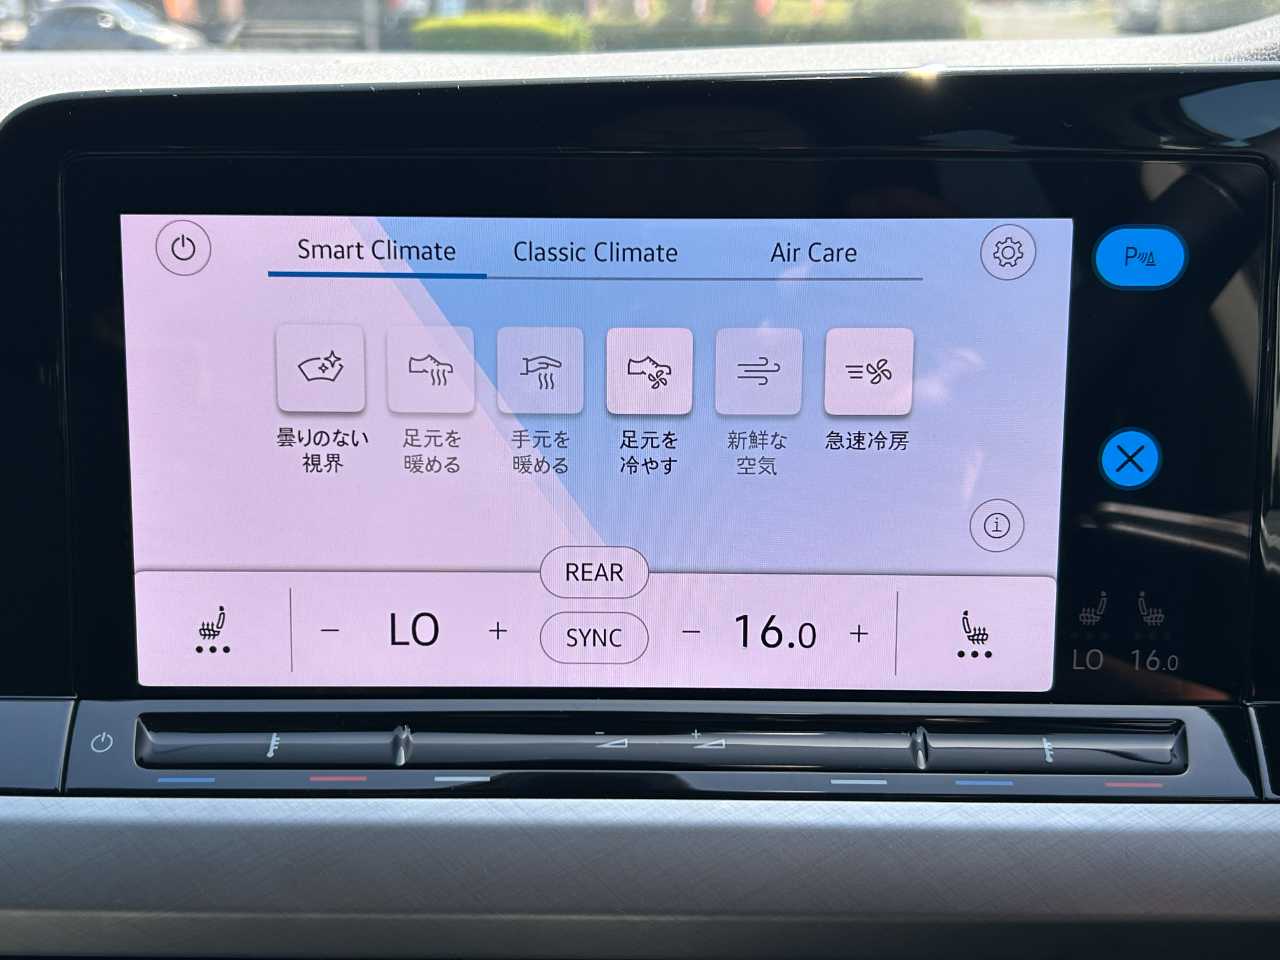 Smart Climate
Classic Climate
Air Care
P
曇りのない
視界
足元を
暖める
手元を
暖める
足元を
冷やす
新鮮な
空気
急速冷房
i
REAR
− LO +
SYNC
− 16.0 +
LO 16.0
− +